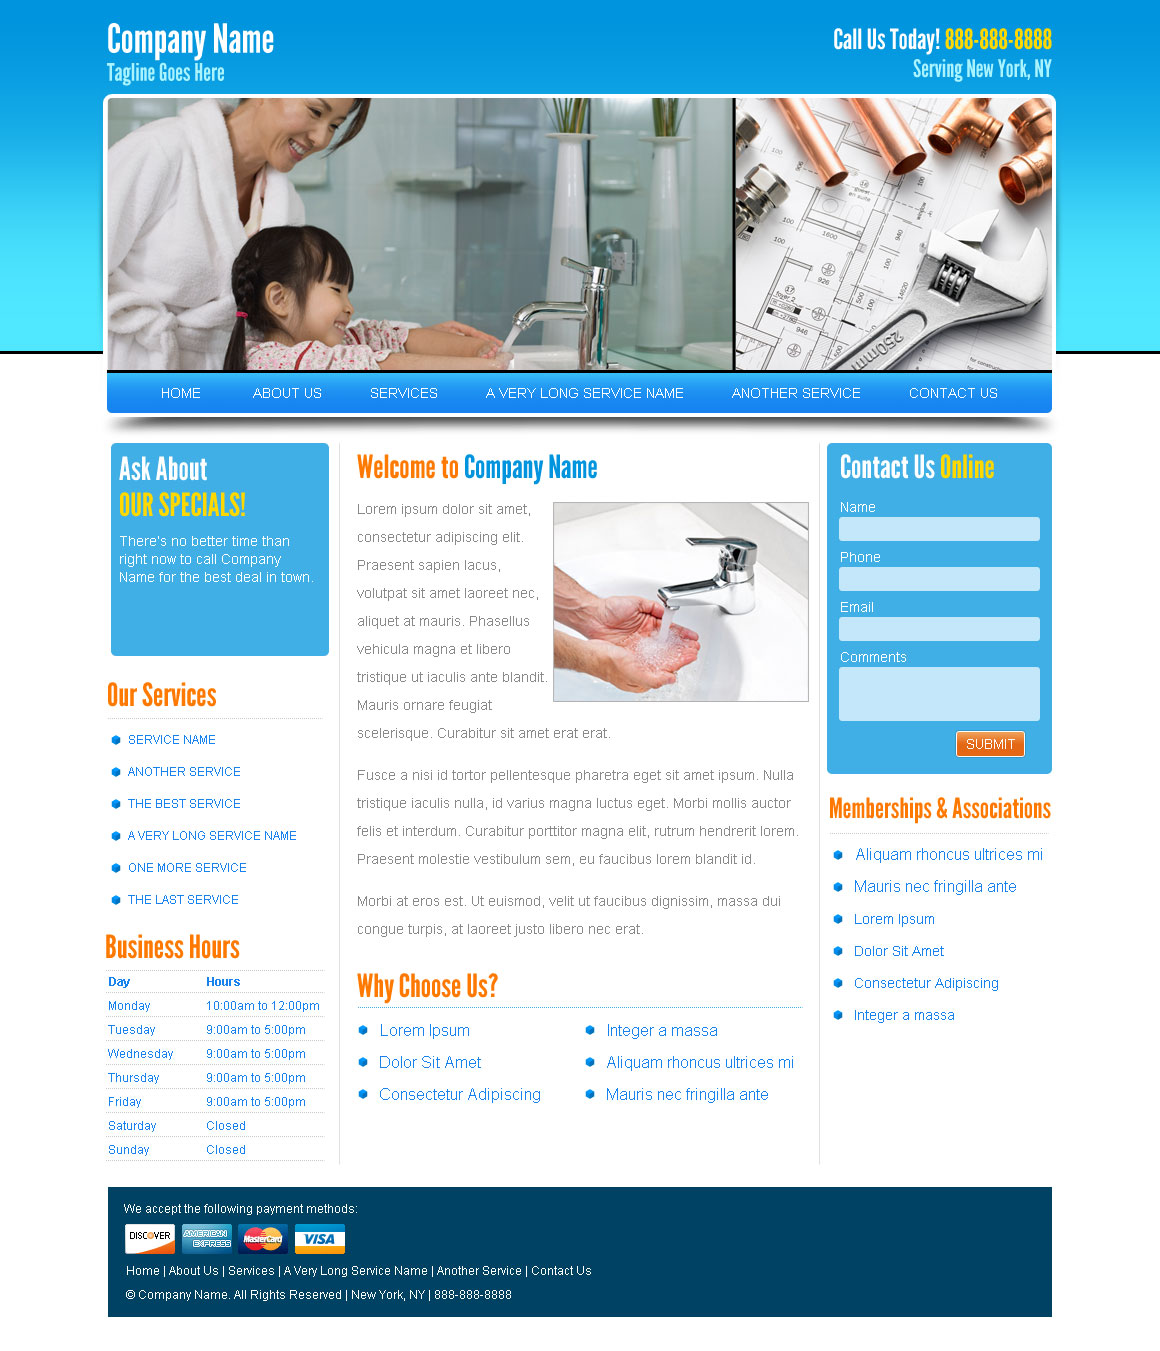 Company Name
Tagline Goes Here
Call Us Today! 888-888-8888
Serving New York, NY
250mm
HOME ABOUT US SERVICES A VERY LONG SERVICE NAME ANOTHER SERVICE CONTACT US
Ask About
OUR SPECIALS!
There's no better time than
right now to call Company
Name for the best deal in town.
Our Services
SERVICE NAME
ANOTHER SERVICE
THE BEST SERVICE
A VERY LONG SERVICE NAME
ONE MORE SERVICE
THE LAST SERVICE
Business Hours
Day Hours
Monday 10:00am to 12:00pm
Tuesday 9:00am to 5:00pm
Wednesday 9:00am to 5:00pm
Thursday 9:00am to 5:00pm
Friday 9:00am to 5:00pm
Saturday Closed
Sunday Closed
Welcome to Company Name
Lorem ipsum dolor sit amet,
consectetur adipiscing elit.
Praesent sapien lacus,
volutpat sit amet laoreet nec,
aliquet at mauris. Phasellus
vehicula magna et libero
tristique ut iaculis ante blandit.
Mauris ornare feugiat
scelerisque. Curabitur sit amet erat erat.
Fusce a nisi id tortor pellentesque pharetra eget sit amet ipsum. Nulla
tristique iaculis nulla, id varius magna luctus eget. Morbi mollis auctor
felis et interdum. Curabitur porttitor magna elit, rutrum hendrerit lorem.
Praesent molestie vestibulum sem, eu faucibus lorem blandit id.
Morbi at eros est. Ut euismod, velit ut faucibus dignissim, massa dui
congue turpis, at laoreet justo libero nec erat.
Why Choose Us?
Lorem Ipsum
Dolor Sit Amet
Consectetur Adipiscing
Integer a massa
Aliquam rhoncus ultrices mi
Mauris nec fringilla ante
Contact Us Online
Name
Phone
Email
Comments
SUBMIT
Memberships & Associations
Aliquam rhoncus ultrices mi
Mauris nec fringilla ante
Lorem Ipsum
Dolor Sit Amet
Consectetur Adipiscing
Integer a massa
We accept the following payment methods:
DISCOVER AMERICAN EXPRESS MasterCard VISA
Home | About Us | Services | A Very Long Service Name | Another Service | Contact Us
© Company Name. All Rights Reserved | New York, NY | 888-888-8888